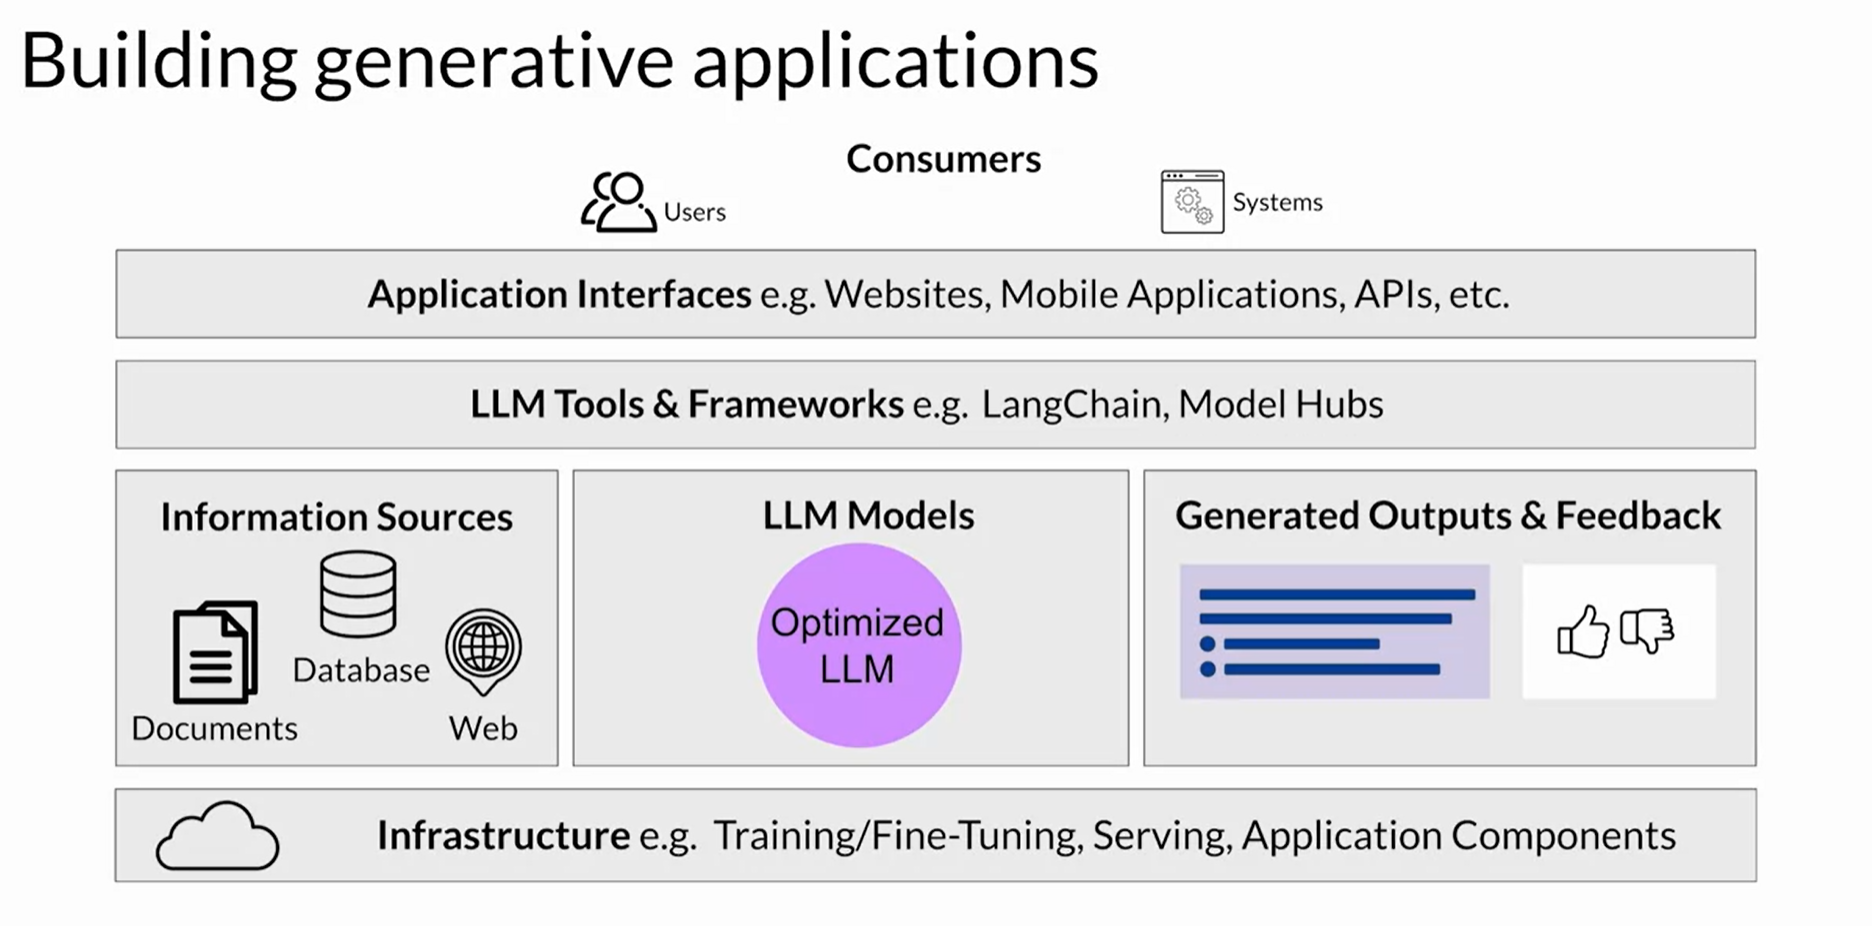 Building generative applications
Consumers
Users
Systems
Application Interfaces e.g. Websites, Mobile Applications, APIs, etc.
LLM Tools & Frameworks e.g. LangChain, Model Hubs
Information Sources
Documents
Database
Web
LLM Models
Optimized
LLM
Generated Outputs & Feedback
Infrastructure e.g. Training/Fine-Tuning, Serving, Application Components